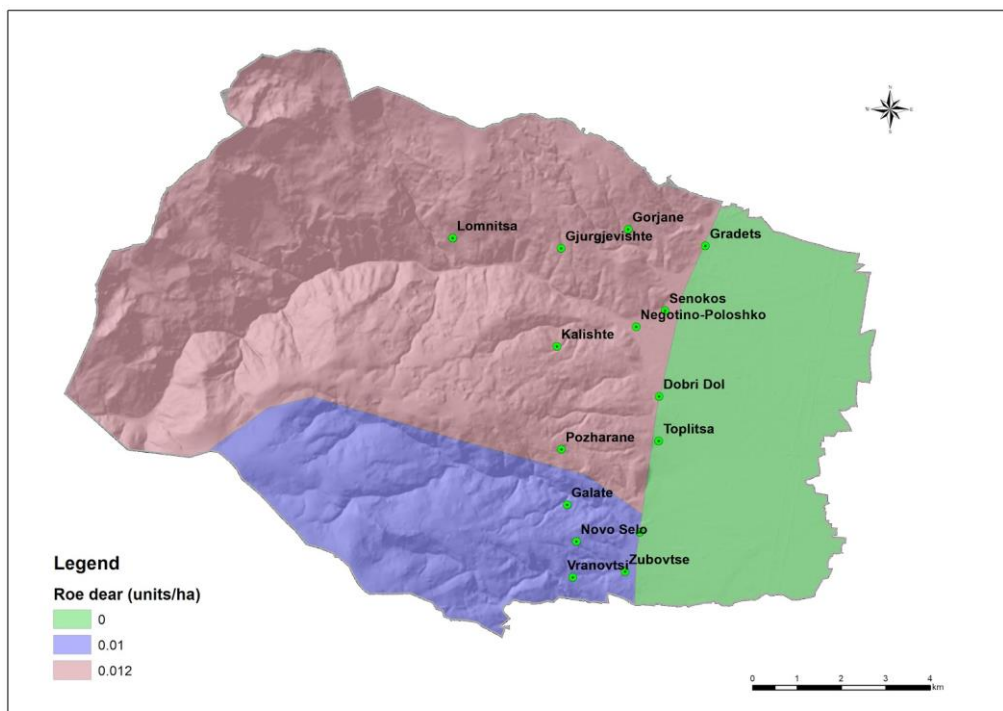 Lomnitsa
Gorjane
Gjurgjevishte
Gradets
Senokos
Negotino-Poloshko
Kalishte
Dobri Dol
Toplitsa
Pozharane
Galate
Novo Selo
Vranovtsi
Zubovtse
Legend
Roe dear (units/ha)
0
0.01
0.012
0 1 2 3 4
km